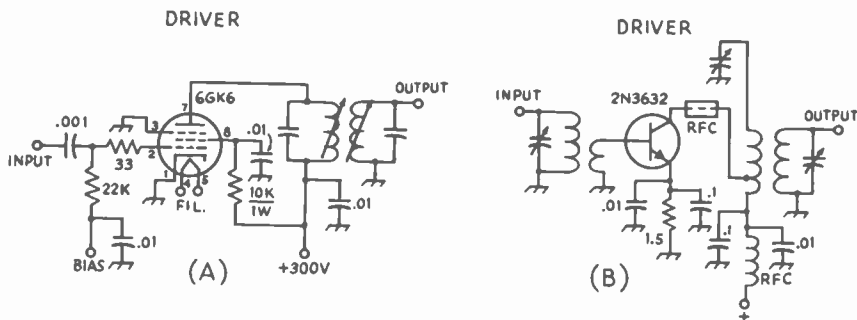 DRIVER
6GK6
7
OUTPUT
.001
3
8
.01
INPUT
33
2
1
4
5
22K
FIL.
10K
1W
.01
.01
BIAS
(A)
+300V
DRIVER
INPUT
2N3632
RFC
OUTPUT
.01
.1
1.5
.1
.01
(B)
RFC
+